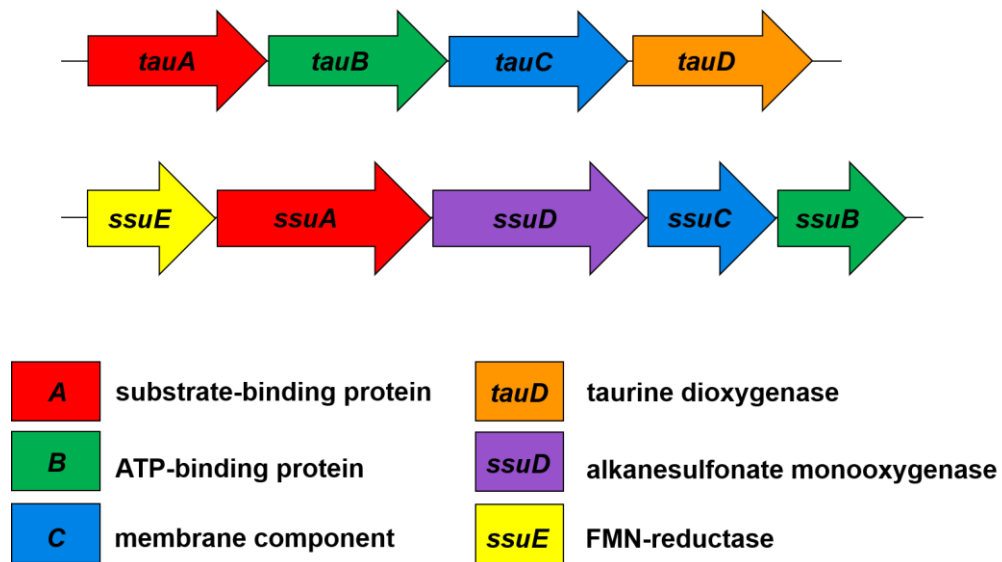 tauA tauB tauC tauD
ssuE ssuA ssuD ssuC ssuB
A substrate-binding protein tauD taurine dioxygenase
B ATP-binding protein ssuD alkanesulfonate monooxygenase
C membrane component ssuE FMN-reductase